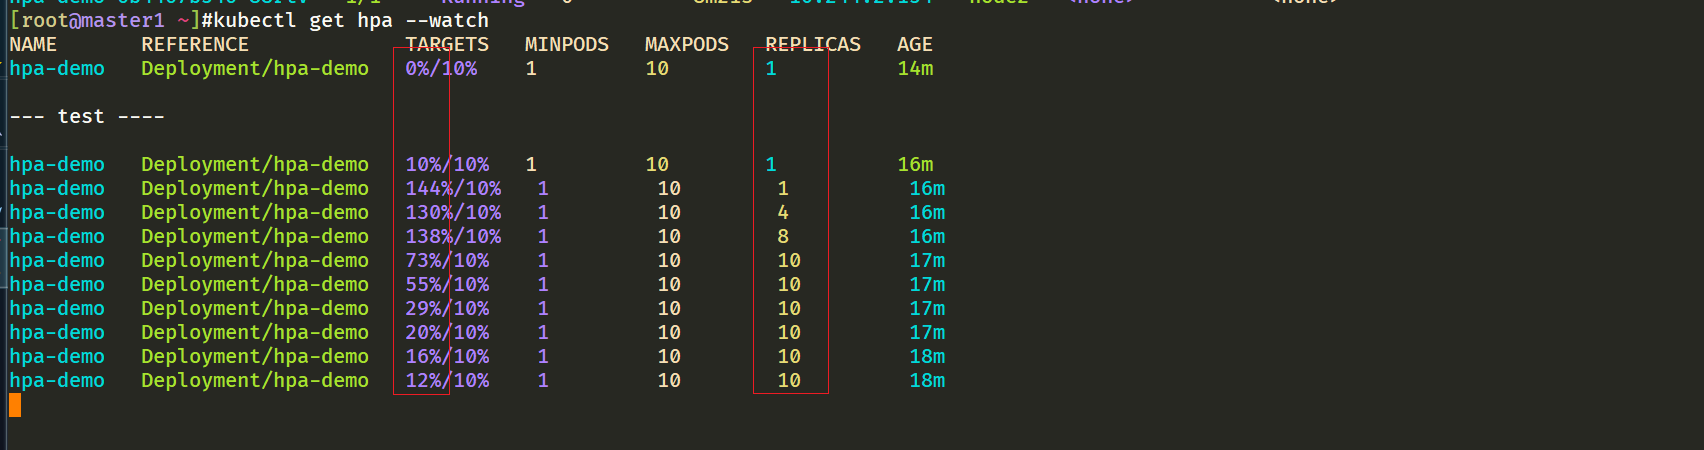 [root@master1 ~]#kubectl get hpa --watch
NAME REFERENCE TARGETS MINPODS MAXPODS REPLICAS AGE
hpa-demo Deployment/hpa-demo 0%/10% 1 10 1 14m
--- test ----
hpa-demo Deployment/hpa-demo 10%/10% 1 10 1 16m
hpa-demo Deployment/hpa-demo 144%/10% 1 10 1 16m
hpa-demo Deployment/hpa-demo 130%/10% 1 10 4 16m
hpa-demo Deployment/hpa-demo 138%/10% 1 10 8 16m
hpa-demo Deployment/hpa-demo 73%/10% 1 10 10 17m
hpa-demo Deployment/hpa-demo 55%/10% 1 10 10 17m
hpa-demo Deployment/hpa-demo 29%/10% 1 10 10 17m
hpa-demo Deployment/hpa-demo 20%/10% 1 10 10 17m
hpa-demo Deployment/hpa-demo 16%/10% 1 10 10 18m
hpa-demo Deployment/hpa-demo 12%/10% 1 10 10 18m